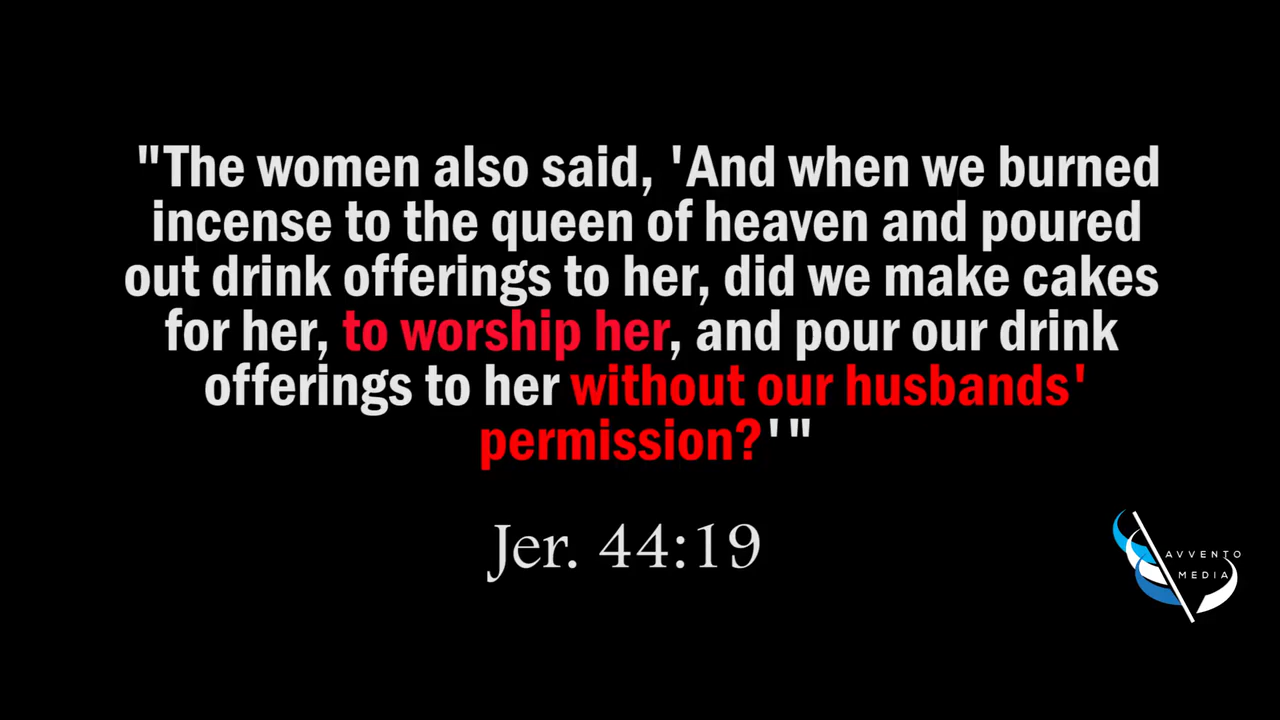 "The women also said, 'And when we burned
incense to the queen of heaven and poured
out drink offerings to her, did we make cakes
for her, to worship her, and pour our drink
offerings to her without our husbands'
permission?'"
Jer. 44:19
AVVENTO
MEDIA